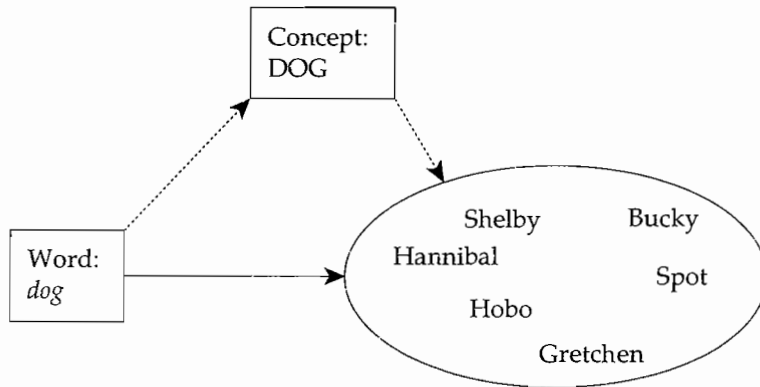 Concept:
DOG
Word:
dog
Shelby
Bucky
Hannibal
Spot
Hobo
Gretchen